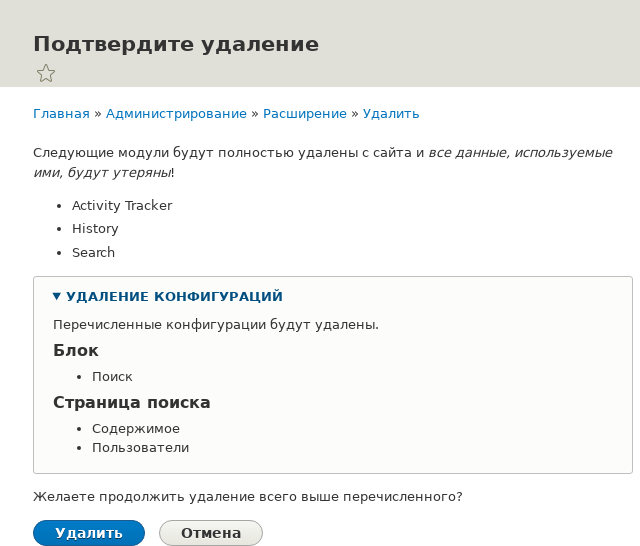 Подтвердите удаление
Главная » Администрирование » Расширение » Удалить
Следующие модули будут полностью удалены с сайта и все данные, используемые
ими, будут утеряны!
Activity Tracker
History
Search
УДАЛЕНИЕ КОНФИГУРАЦИЙ
Перечисленные конфигурации будут удалены.
Блок
Поиск
Страница поиска
Содержимое
Пользователи
Желаете продолжить удаление всего выше перечисленного?
Удалить Отмена